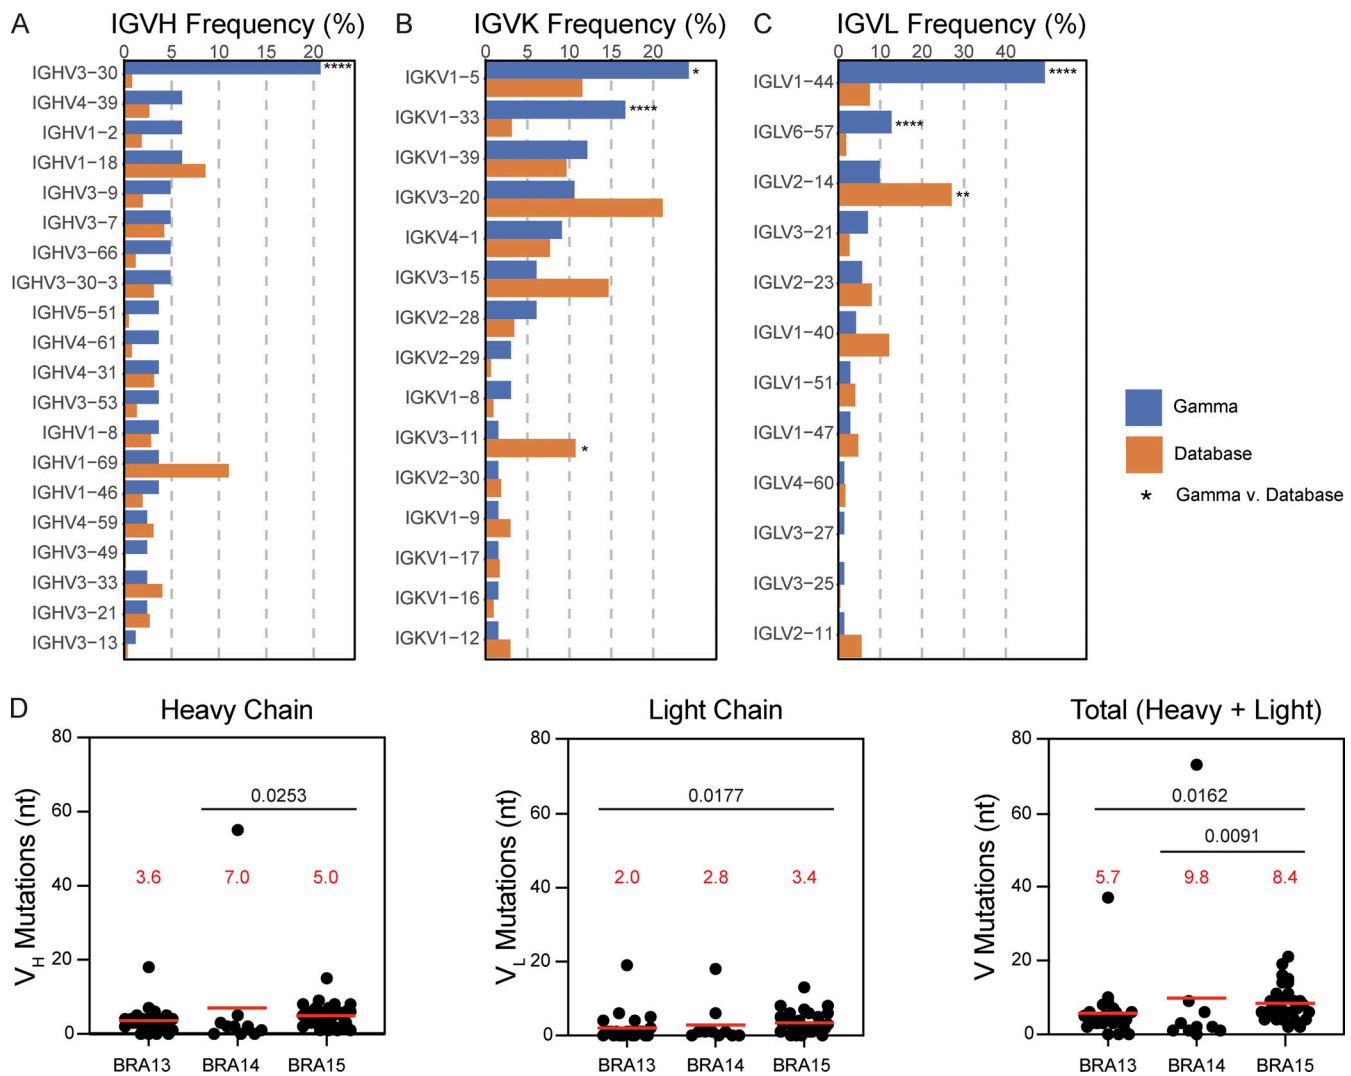 A
IGVH Frequency (%)
0 5 10 15 20
IGHV3-30
****
IGHV4-39
IGHV1-2
IGHV1-18
IGHV3-9
IGHV3-7
IGHV3-66
IGHV3-30-3
IGHV5-51
IGHV4-61
IGHV4-31
IGHV3-53
IGHV1-8
IGHV1-69
IGHV1-46
IGHV4-59
IGHV3-49
IGHV3-33
IGHV3-21
IGHV3-13
B
IGVK Frequency (%)
0 5 10 15 20
IGKV1-5
*
IGKV1-33
****
IGKV1-39
IGKV3-20
IGKV4-1
IGKV3-15
IGKV2-28
IGKV2-29
IGKV1-8
IGKV3-11
*
IGKV2-30
IGKV1-9
IGKV1-17
IGKV1-16
IGKV1-12
C
IGVL Frequency (%)
0 10 20 30 40
IGLV1-44
****
IGLV6-57
****
IGLV2-14
**
IGLV3-21
IGLV2-23
IGLV1-40
IGLV1-51
IGLV1-47
IGLV4-60
IGLV3-27
IGLV3-25
IGLV2-11
Gamma
Database
* Gamma v. Database
D
Heavy Chain
VH Mutations (nt)
80
60
40
20
0
0.0253
3.6 7.0 5.0
BRA13 BRA14 BRA15
Light Chain
VL Mutations (nt)
80
60
40
20
0
0.0177
2.0 2.8 3.4
BRA13 BRA14 BRA15
Total (Heavy + Light)
V Mutations (nt)
80
60
40
20
0
0.0162
0.0091
5.7 9.8 8.4
BRA13 BRA14 BRA15